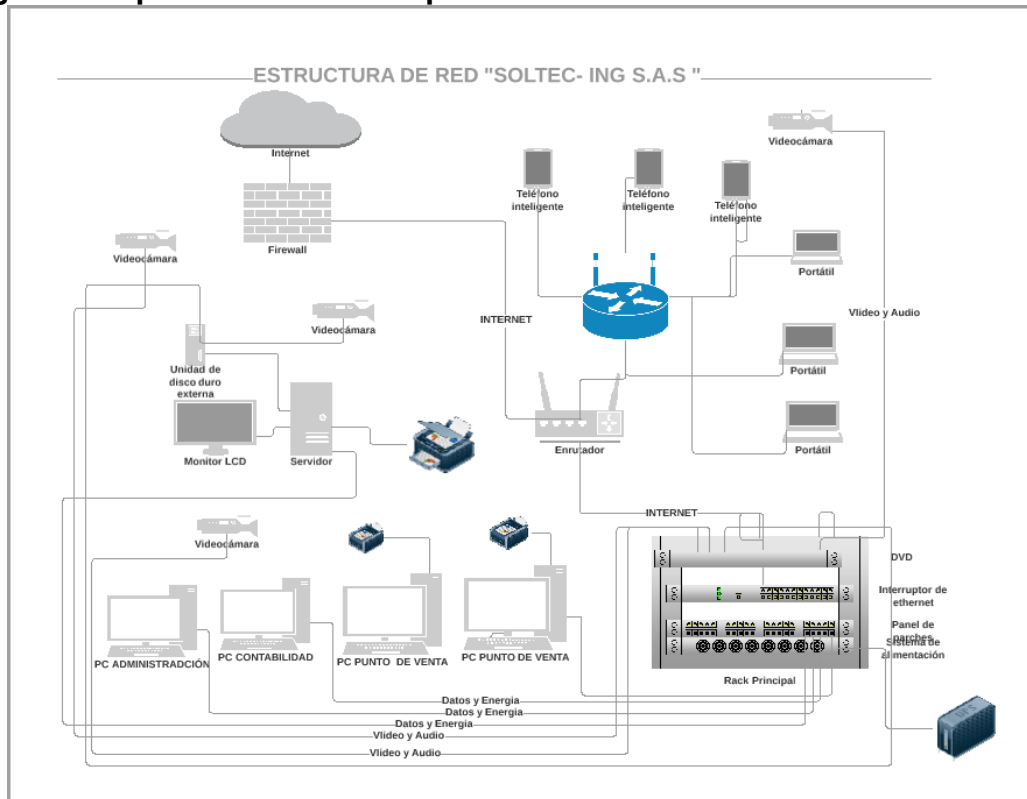 ESTRUCTURA DE RED "SOLTEC- ING S.A.S "
Internet
Videocámara
Teléfono
inteligente
Teléfono
inteligente
Teléfono
inteligente
Firewall
Videocámara
Portátil
INTERNET
Vlideo y Audio
Videocámara
Unidad de
disco duro
externa
Portátil
Monitor LCD
Servidor
Enrutador
Portátil
INTERNET
Videocámara
DVD
Interruptor de
ethernet
Panel de
parches
Sistema de
alimentación
PC ADMINISTRADCIÓN
PC CONTABILIDAD
PC PUNTO DE VENTA
PC PUNTO DE VENTA
Rack Principal
Datos y Energia
Datos y Energia
Datos y Energia
Vlideo y Audio
Vlideo y Audio
UPS